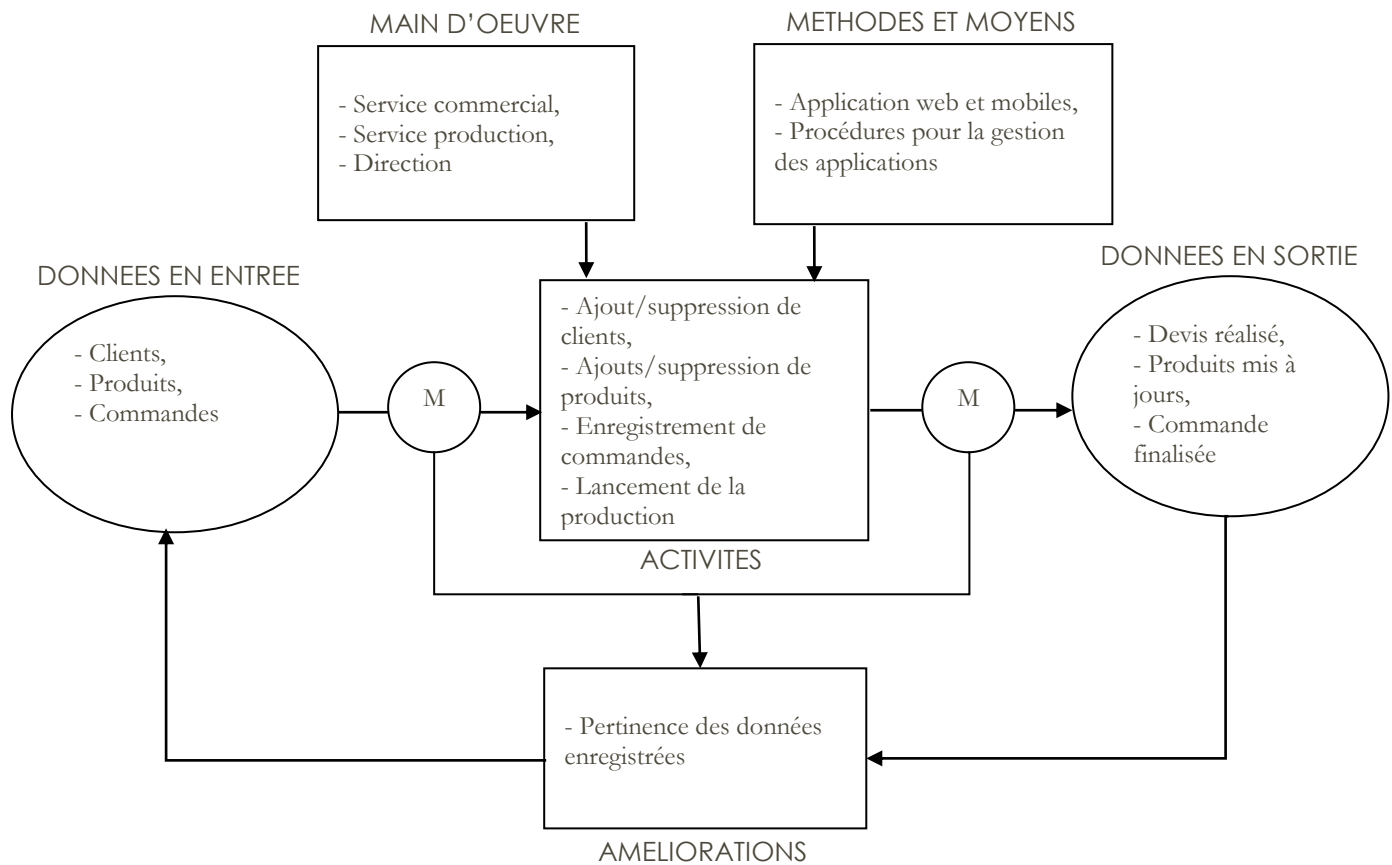 MAIN D’OEUVRE
- Service commercial,
- Service production,
- Direction
METHODES ET MOYENS
- Application web et mobiles,
- Procédures pour la gestion
des applications
DONNEES EN ENTREE
- Clients,
- Produits,
- Commandes
M
- Ajout/suppression de
clients,
- Ajouts/suppression de
produits,
- Enregistrement de
commandes,
- Lancement de la
production
ACTIVITES
M
DONNEES EN SORTIE
- Devis réalisé,
- Produits mis à
jours,
- Commande
finalisée
- Pertinence des données
enregistrées
AMELIORATIONS